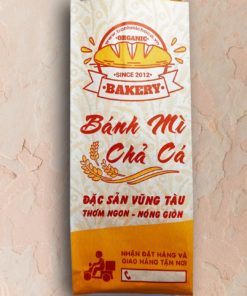 ORGANIC
SINCE 2012
BAKERY
Bánh Mì
Chả Cá
ĐẶC SẢN VŨNG TÀU
THƠM NGON - NÓNG GIÒN
NHẬN ĐẶT HÀNG VÀ
GIAO HÀNG TẬN NƠI